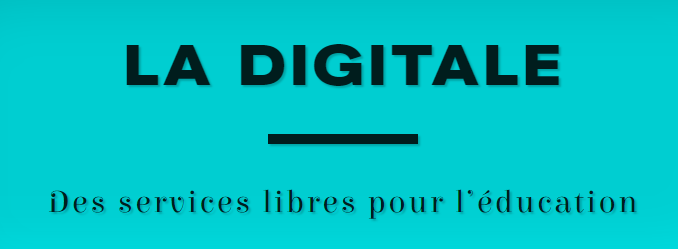 LA DIGITALE
Des services libres pour l’éducation